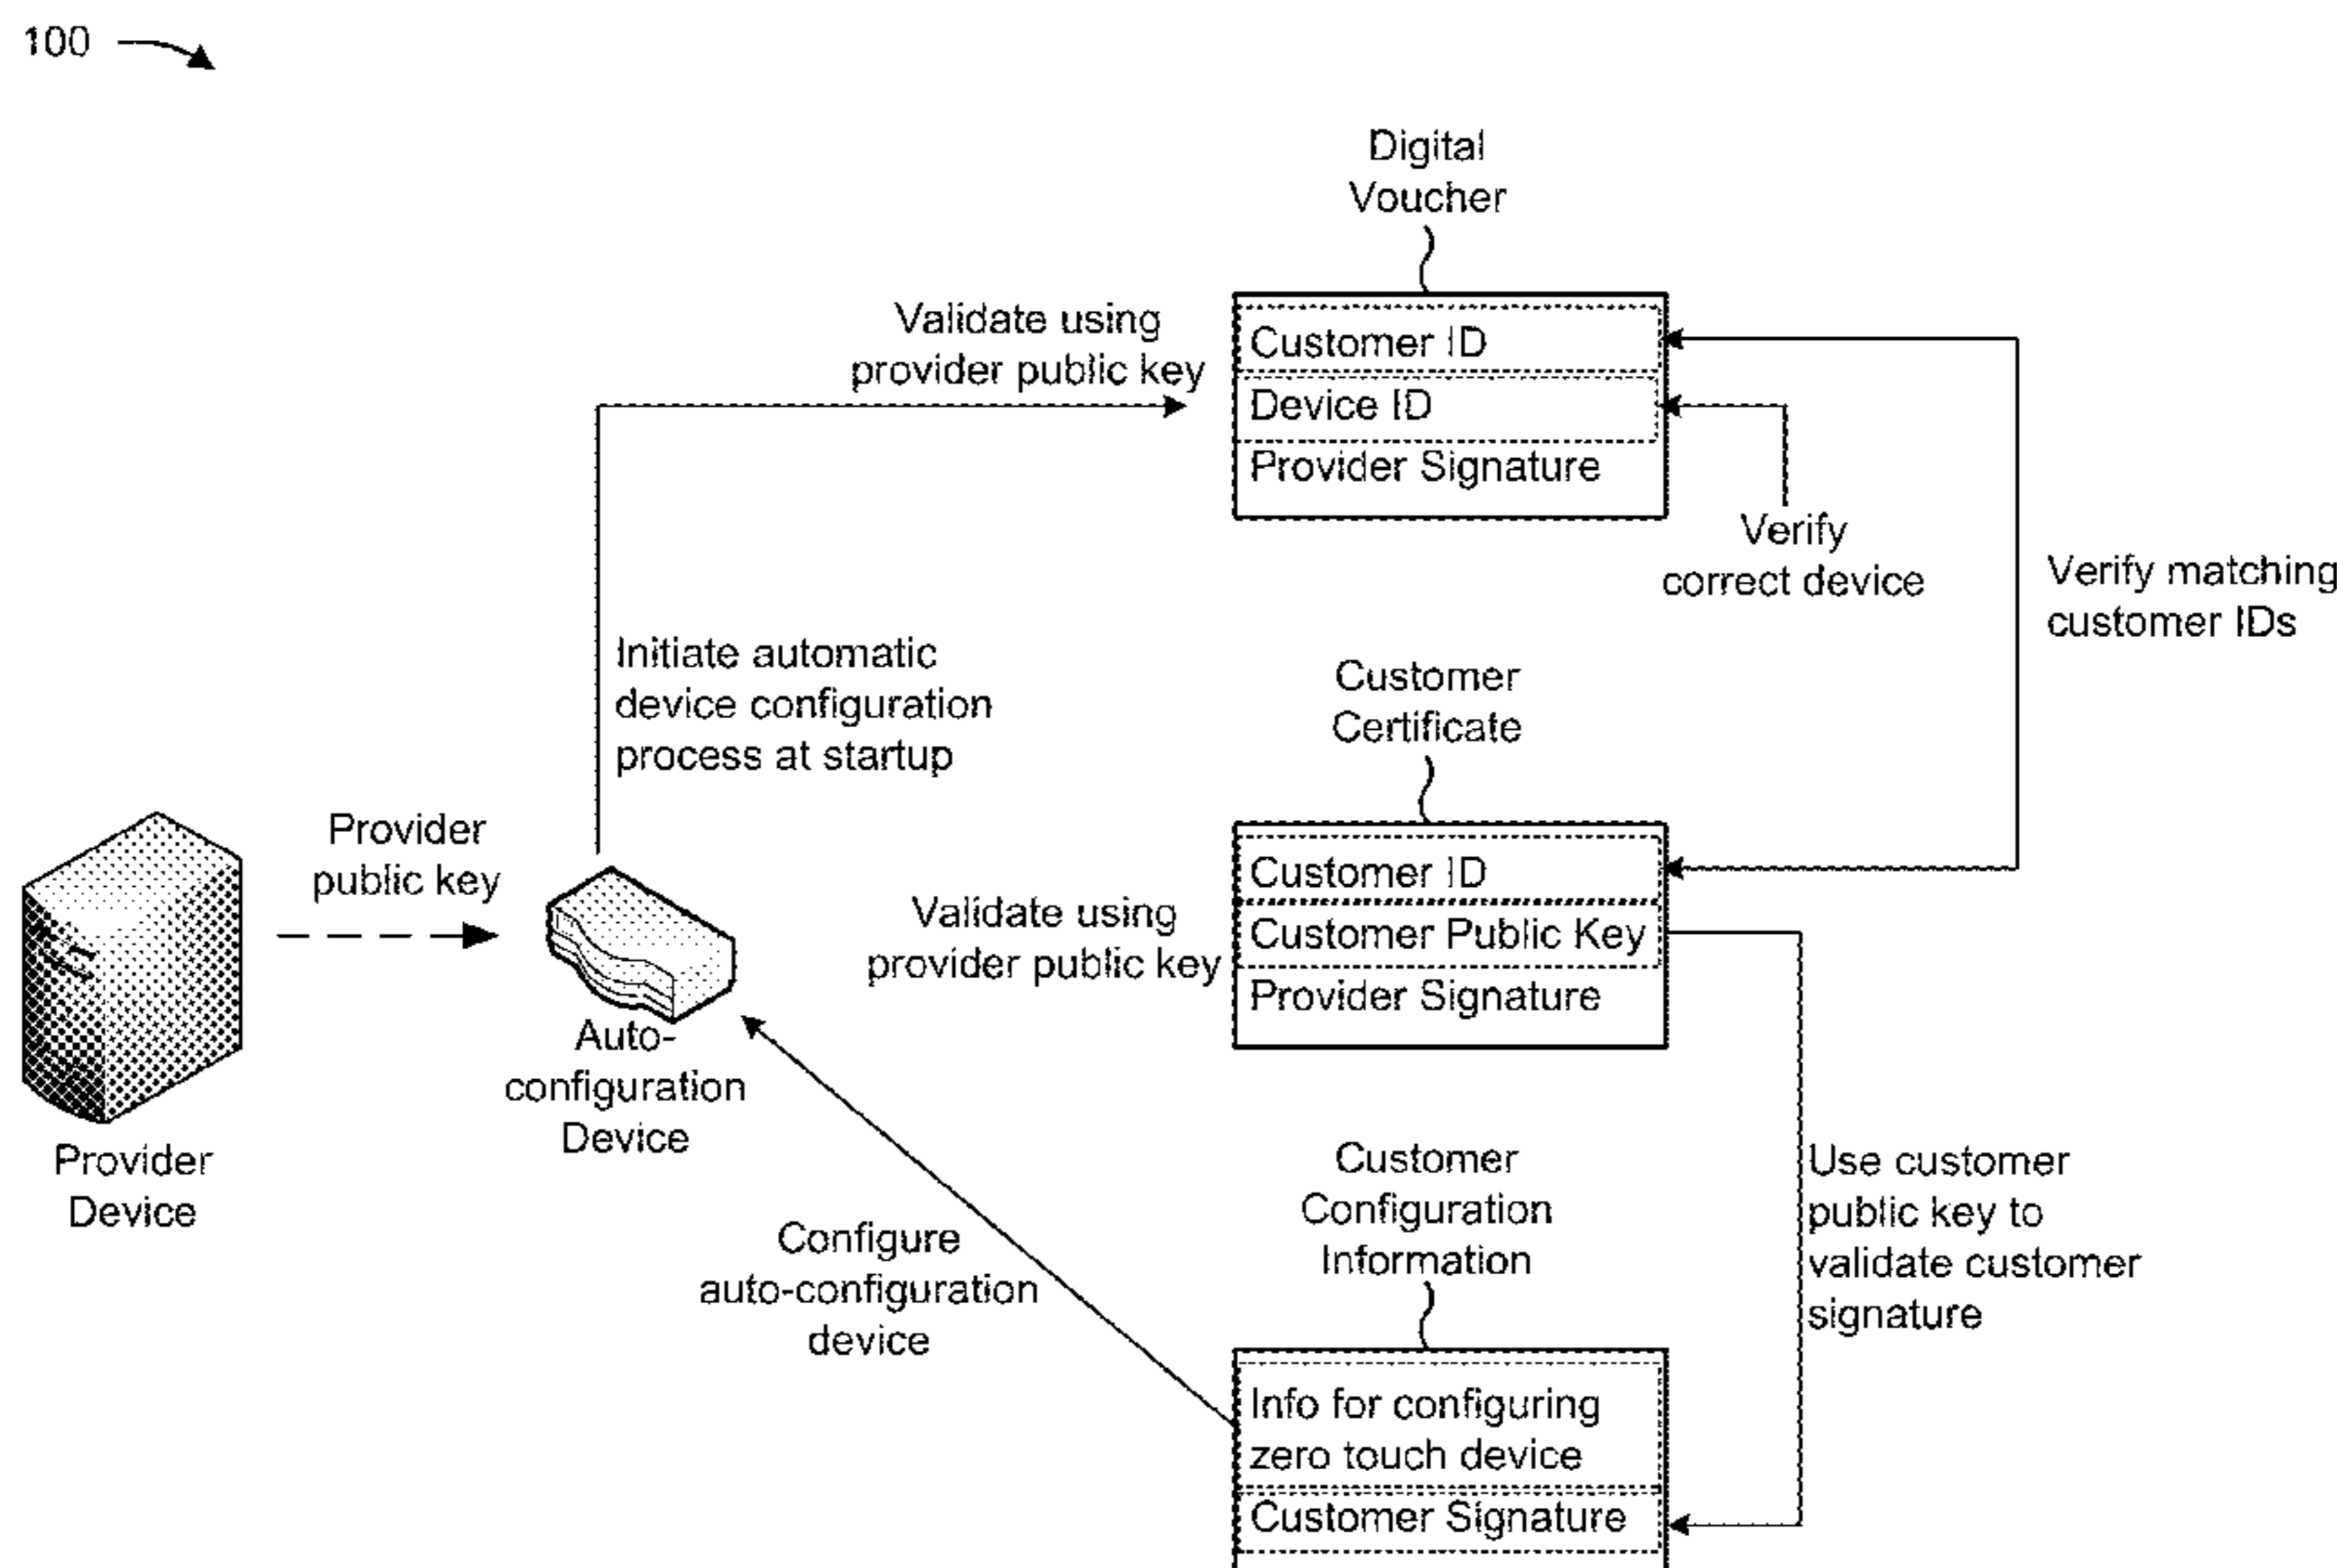 100
Digital
Voucher
Validate using
provider public key
Customer ID
Device ID
Provider Signature
Verify
correct device
Verify matching
customer IDs
Initiate automatic
device configuration
process at startup
Customer
Certificate
Provider
public key
Validate using
provider public key
Customer ID
Customer Public Key
Provider Signature
Auto-
configuration
Device
Provider
Device
Configure
auto-configuration
device
Customer
Configuration
Information
Use customer
public key to
validate customer
signature
Info for configuring
zero touch device
Customer Signature